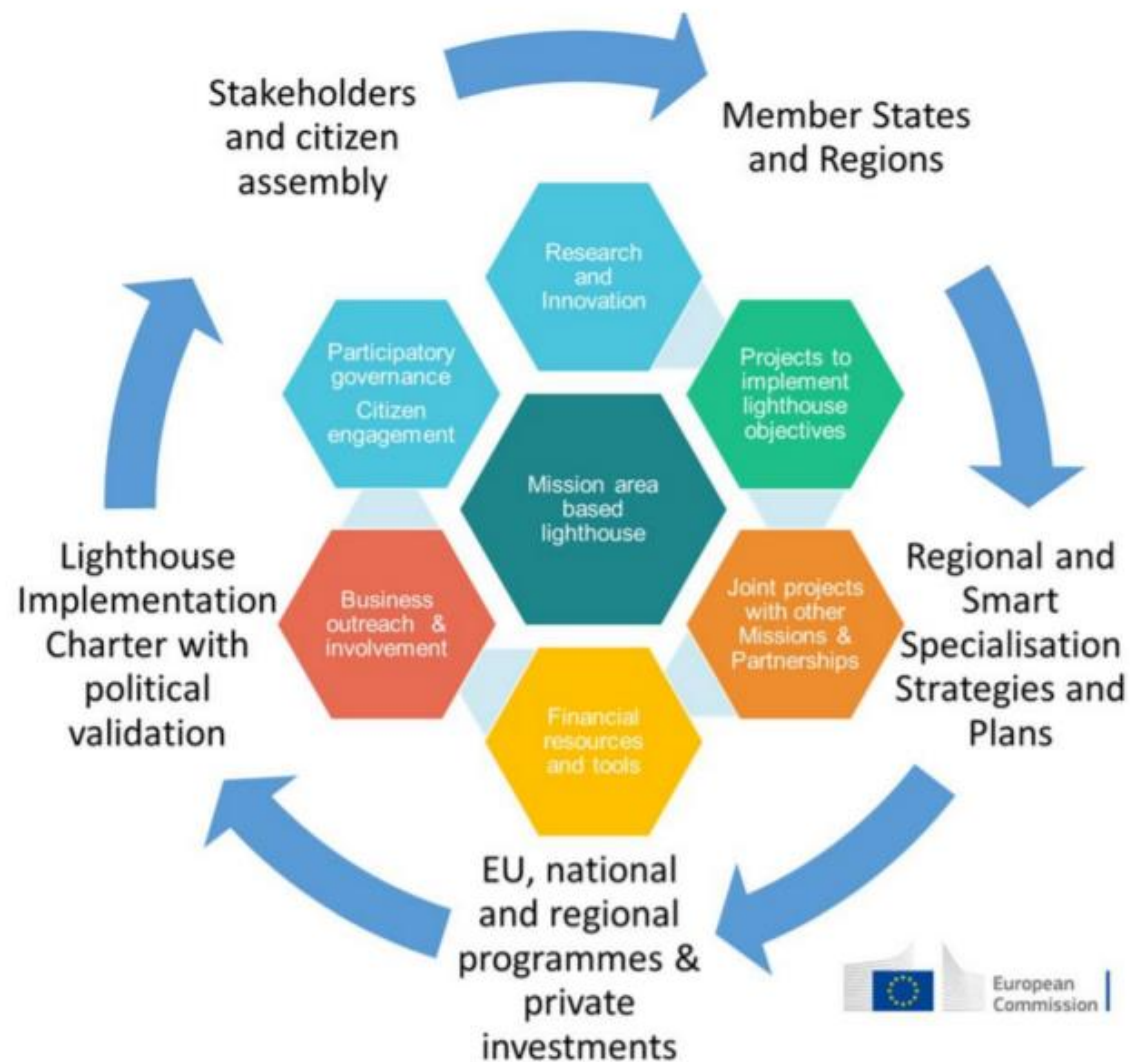 Stakeholders
and citizen
assembly
Member States
and Regions
Research
and
Innovation
Participatory
governance
Citizen
engagement
Projects to
implement
lighthouse
objectives
Mission area
based
lighthouse
Lighthouse
Implementation
Charter with
political
validation
Business
outreach &
involvement
Joint projects
with other
Missions &
Partnerships
Regional and
Smart
Specialisation
Strategies and
Plans
Financial
resources
and tools
EU, national
and regional
programmes &
private
investments
European
Commission